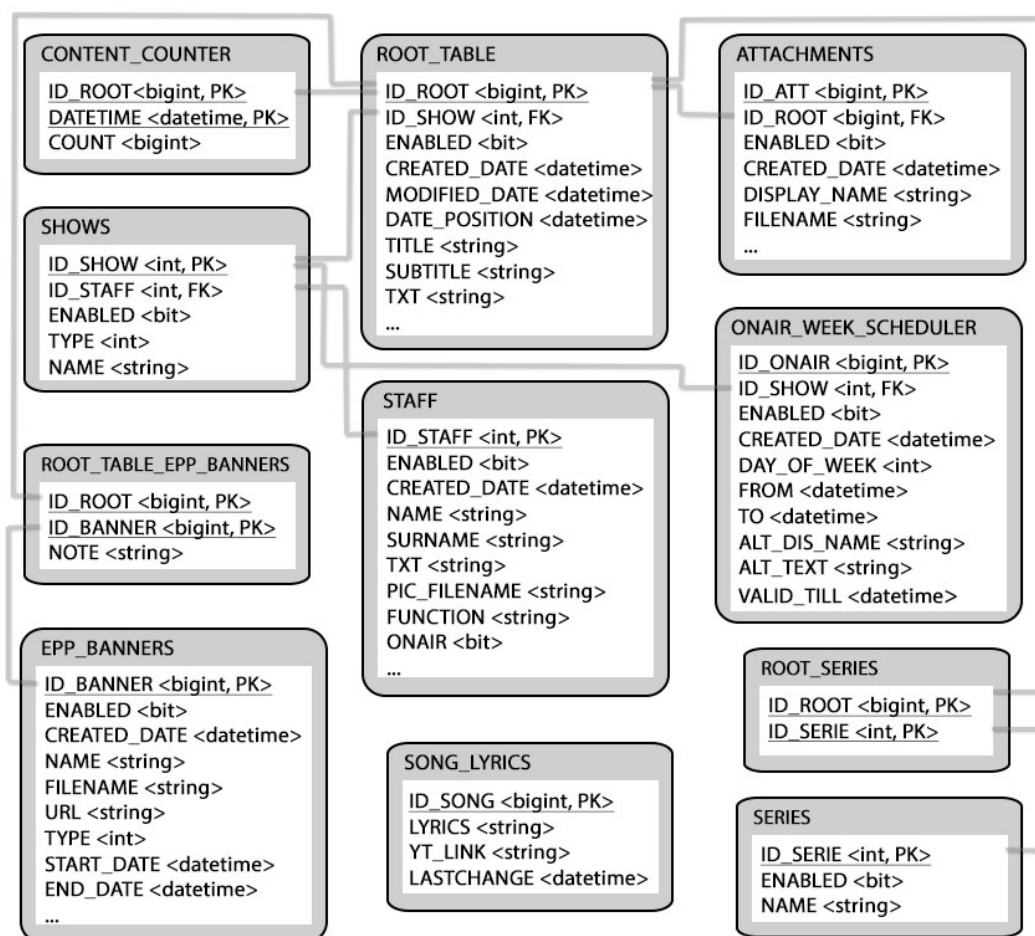 CONTENT_COUNTER
ID_ROOT<bigint, PK>
DATETIME <datetime, PK>
COUNT <bigint>
ROOT_TABLE
ID_ROOT <bigint, PK>
ID_SHOW <int, FK>
ENABLED <bit>
CREATED_DATE <datetime>
MODIFIED_DATE <datetime>
DATE_POSITION <datetime>
TITLE <string>
SUBTITLE <string>
TXT <string>
...
ATTACHMENTS
ID_ATT <bigint, PK>
ID_ROOT <bigint, FK>
ENABLED <bit>
CREATED_DATE <datetime>
DISPLAY_NAME <string>
FILENAME <string>
...
SHOWS
ID_SHOW <int, PK>
ID_STAFF <int, FK>
ENABLED <bit>
TYPE <int>
NAME <string>
ONAIR_WEEK_SCHEDULER
ID_ONAIR <bigint, PK>
ID_SHOW <int, FK>
ENABLED <bit>
CREATED_DATE <datetime>
DAY_OF_WEEK <int>
FROM <datetime>
TO <datetime>
ALT_DIS_NAME <string>
ALT_TEXT <string>
VALID_TILL <datetime>
STAFF
ID_STAFF <int, PK>
ENABLED <bit>
CREATED_DATE <datetime>
NAME <string>
SURNAME <string>
TXT <string>
PIC_FILENAME <string>
FUNCTION <string>
ONAIR <bit>
...
ROOT_TABLE_EPP_BANNERS
ID_ROOT <bigint, PK>
ID_BANNER <bigint, PK>
NOTE <string>
EPP_BANNERS
ID_BANNER <bigint, PK>
ENABLED <bit>
CREATED_DATE <datetime>
NAME <string>
FILENAME <string>
URL <string>
TYPE <int>
START_DATE <datetime>
END_DATE <datetime>
...
SONG_LYRICS
ID_SONG <bigint, PK>
LYRICS <string>
YT_LINK <string>
LASTCHANGE <datetime>
ROOT_SERIES
ID_ROOT <bigint, PK>
ID_SERIE <int, PK>
SERIES
ID_SERIE <int, PK>
ENABLED <bit>
NAME <string>